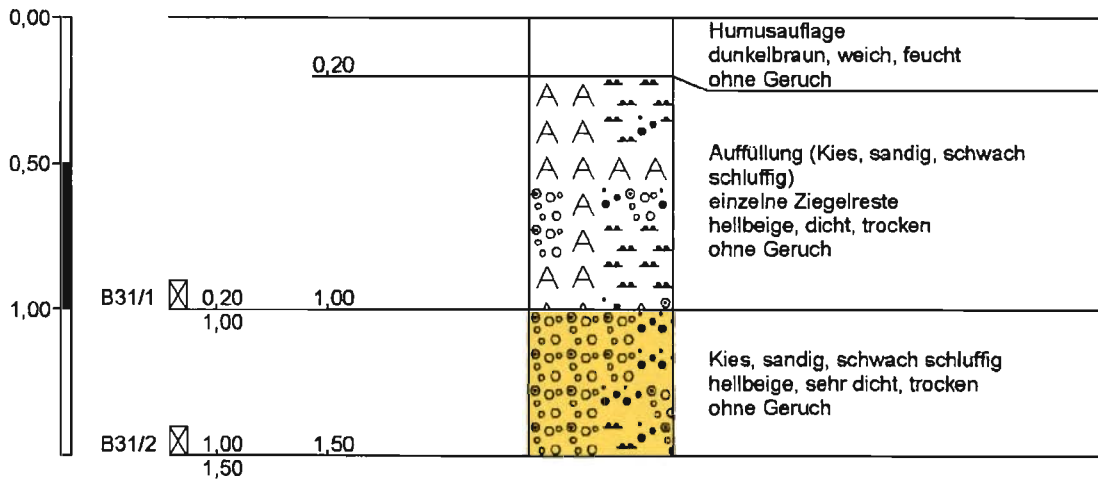 0,00
Humusauflage
dunkelbraun, weich, feucht
0,20
ohne Geruch
0,50
Auffüllung (Kies, sandig, schwach
schluffig)
einzelne Ziegelreste
hellbeige, dicht, trocken
ohne Geruch
1,00 B31/1 0,20 1,00
1,00
Kies, sandig, schwach schluffig
hellbeige, sehr dicht, trocken
ohne Geruch
B31/2 1,00 1,50
1,50